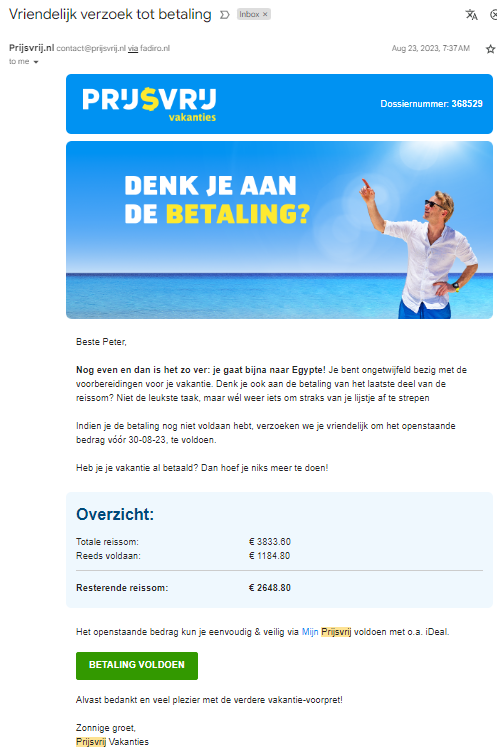 Vriendelijk verzoek tot betaling Inbox ×
Prijsvrij.nl contact@prijsvrij.nl via fadiro.nl Aug 23, 2023, 7:37 AM
to me
PRIJ$VRIJ
vakanties
Dossiernummer: 368529
DENK JE AAN
DE BETALING?
Beste Peter,
Nog even en dan is het zo ver: je gaat bijna naar Egypte! Je bent ongetwijfeld bezig met de
voorbereidingen voor je vakantie. Denk je ook aan de betaling van het laatste deel van de
reissom? Niet de leukste taak, maar wél weer iets om straks van je lijstje af te strepen
Indien je de betaling nog niet voldaan hebt, verzoeken we je vriendelijk om het openstaande
bedrag vóór 30-08-23, te voldoen.
Heb je je vakantie al betaald? Dan hoef je niks meer te doen!
Overzicht:
Totale reissom: € 3833.60
Reeds voldaan: € 1184.80
Resterende reissom: € 2648.80
Het openstaande bedrag kun je eenvoudig & veilig via Mijn Prijsvrij voldoen met o.a. iDeal.
BETALING VOLDOEN
Alvast bedankt en veel plezier met de verdere vakantie-voorpret!
Zonnige groet,
Prijsvrij Vakanties